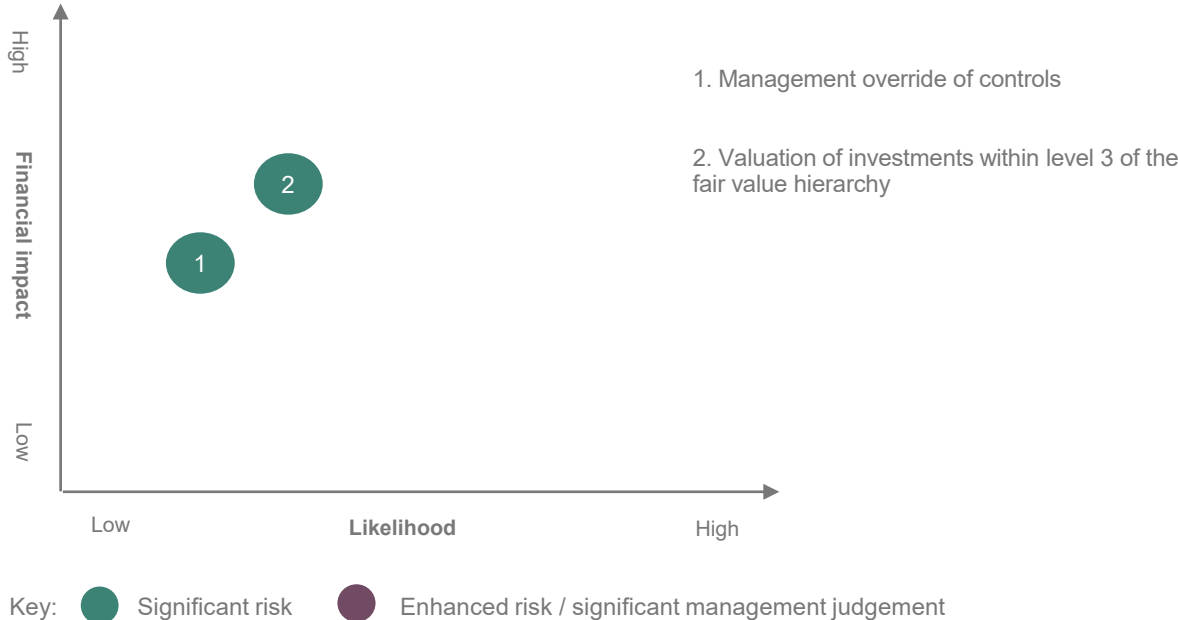 High
Financial impact
Low
2
1
Low
Likelihood
High
1. Management override of controls
2. Valuation of investments within level 3 of the
fair value hierarchy
Key:
Significant risk
Enhanced risk / significant management judgement